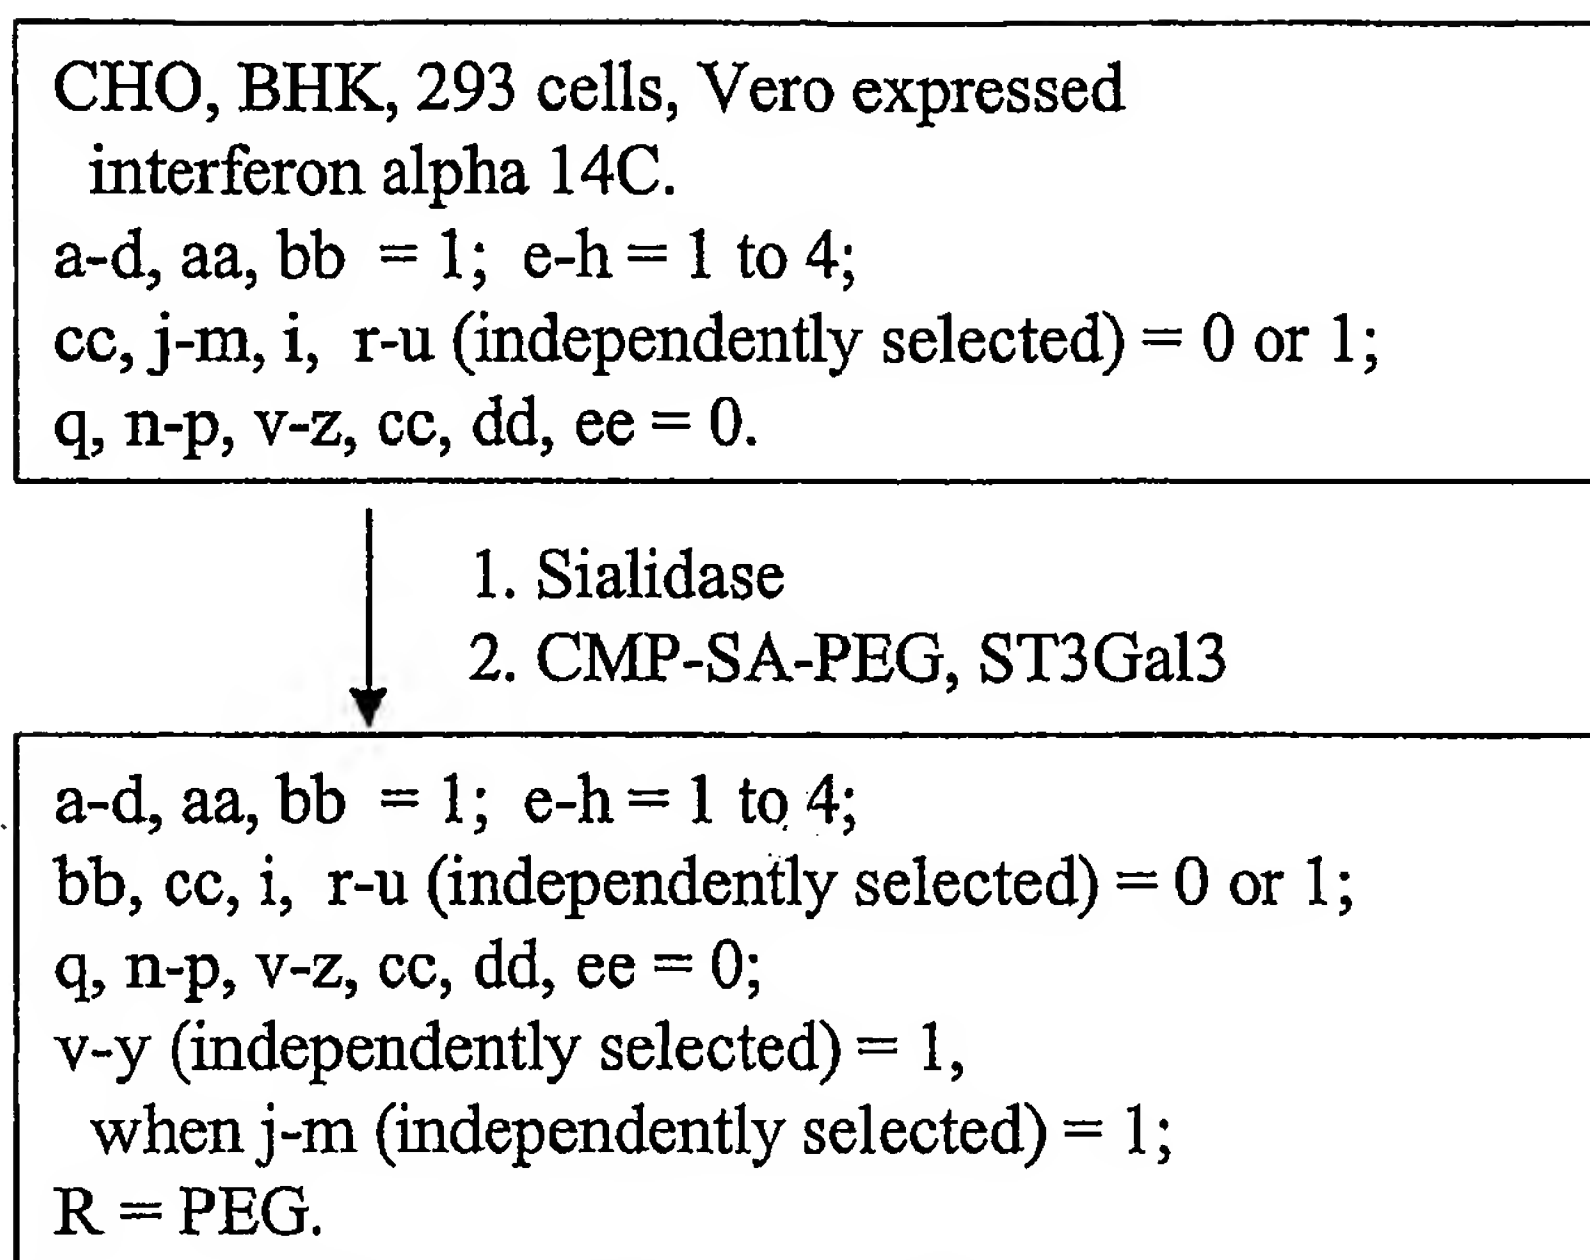 CHO, BHK, 293 cells, Vero expressed
interferon alpha 14C.
a-d, aa, bb = 1; e-h = 1 to 4;
cc, j-m, i, r-u (independently selected) = 0 or 1;
q, n-p, v-z, cc, dd, ee = 0.
1. Sialidase
2. CMP-SA-PEG, ST3Gal3
a-d, aa, bb = 1; e-h = 1 to 4;
bb, cc, i, r-u (independently selected) = 0 or 1;
q, n-p, v-z, cc, dd, ee = 0;
v-y (independently selected) = 1,
when j-m (independently selected) = 1;
R = PEG.